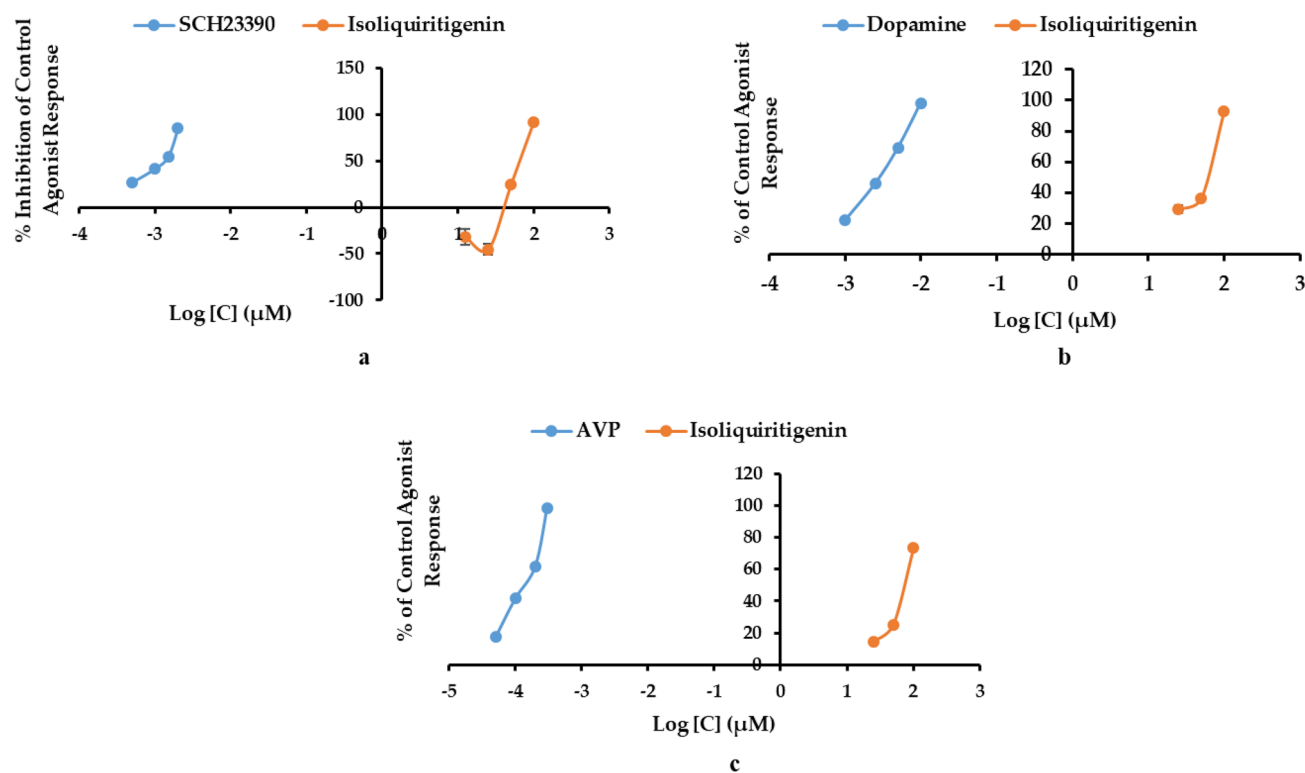 SCH23390 Isoliquiritigenin
% Inhibition of Control
Agonist Response
150
100
50
0
-50
-100
-4 -3 -2 -1 0 1 2 3
Log [C] (μM)
a
Dopamine Isoliquiritigenin
% of Control Agonist
Response
120
100
80
60
40
20
0
-4 -3 -2 -1 0 1 2 3
Log [C] (μM)
b
AVP Isoliquiritigenin
% of Control Agonist
Response
120
100
80
60
40
20
0
-5 -4 -3 -2 -1 0 1 2 3
Log [C] (μM)
c